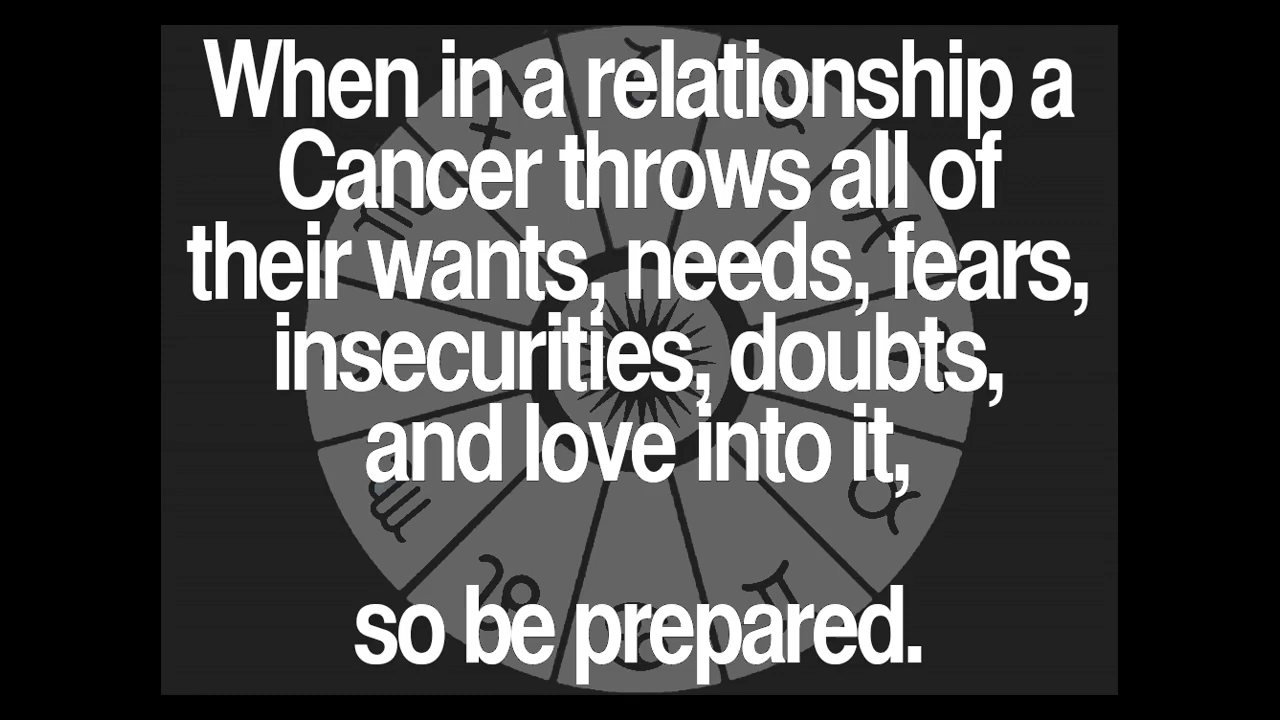 When in a relationship a
Cancer throws all of
their wants, needs, fears,
insecurities, doubts,
and love into it,
so be prepared.